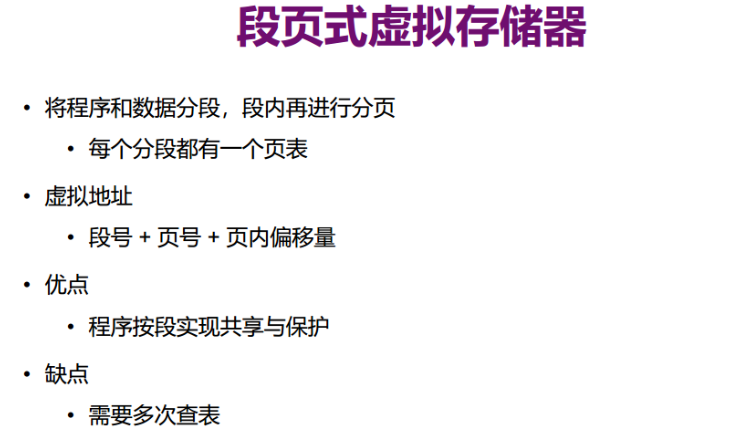 段页式虚拟存储器
• 将程序和数据分段，段内再进行分页
• 每个分段都有一个页表
• 虚拟地址
• 段号 + 页号 + 页内偏移量
• 优点
• 程序按段实现共享与保护
• 缺点
• 需要多次查表